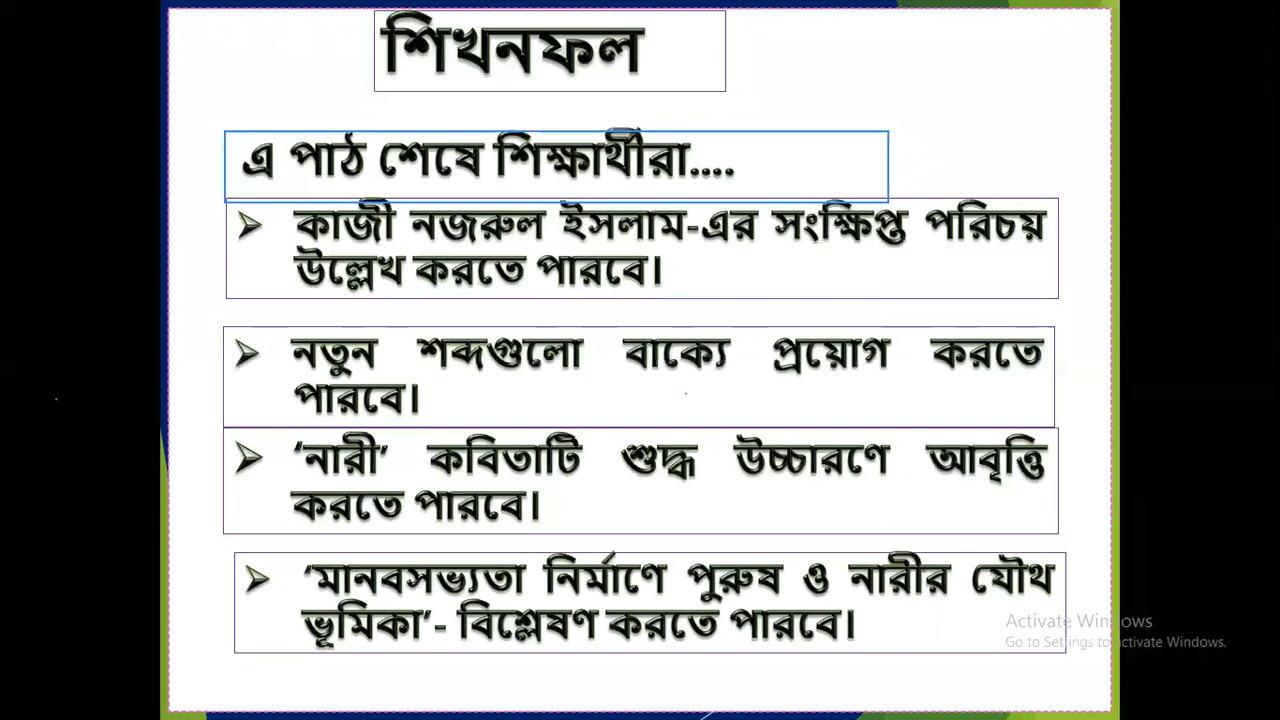 শিখনফল
এ পাঠ শেষে শিক্ষার্থীরা....
➢ কাজী নজরুল ইসলাম-এর সংক্ষিপ্ত পরিচয়
উল্লেখ করতে পারবে।
➢ নতুন শব্দগুলো বাক্যে প্রয়োগ করতে
পারবে।
➢ ‘নারী’ কবিতাটি শুদ্ধ উচ্চারণে আবৃত্তি
করতে পারবে।
➢ ‘মানবসভ্যতা নির্মাণে পুরুষ ও নারীর যৌথ
ভূমিকা’- বিশ্লেষণ করতে পারবে।
Activate Windows
Go to Settings to activate Windows.